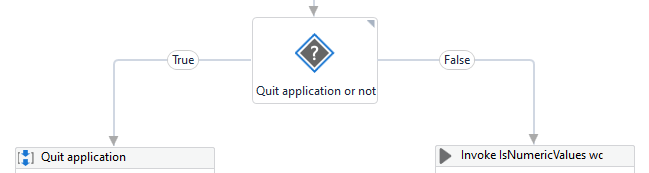 ?
True
False
Quit application or not
Quit application
Invoke IsNumericValues wc